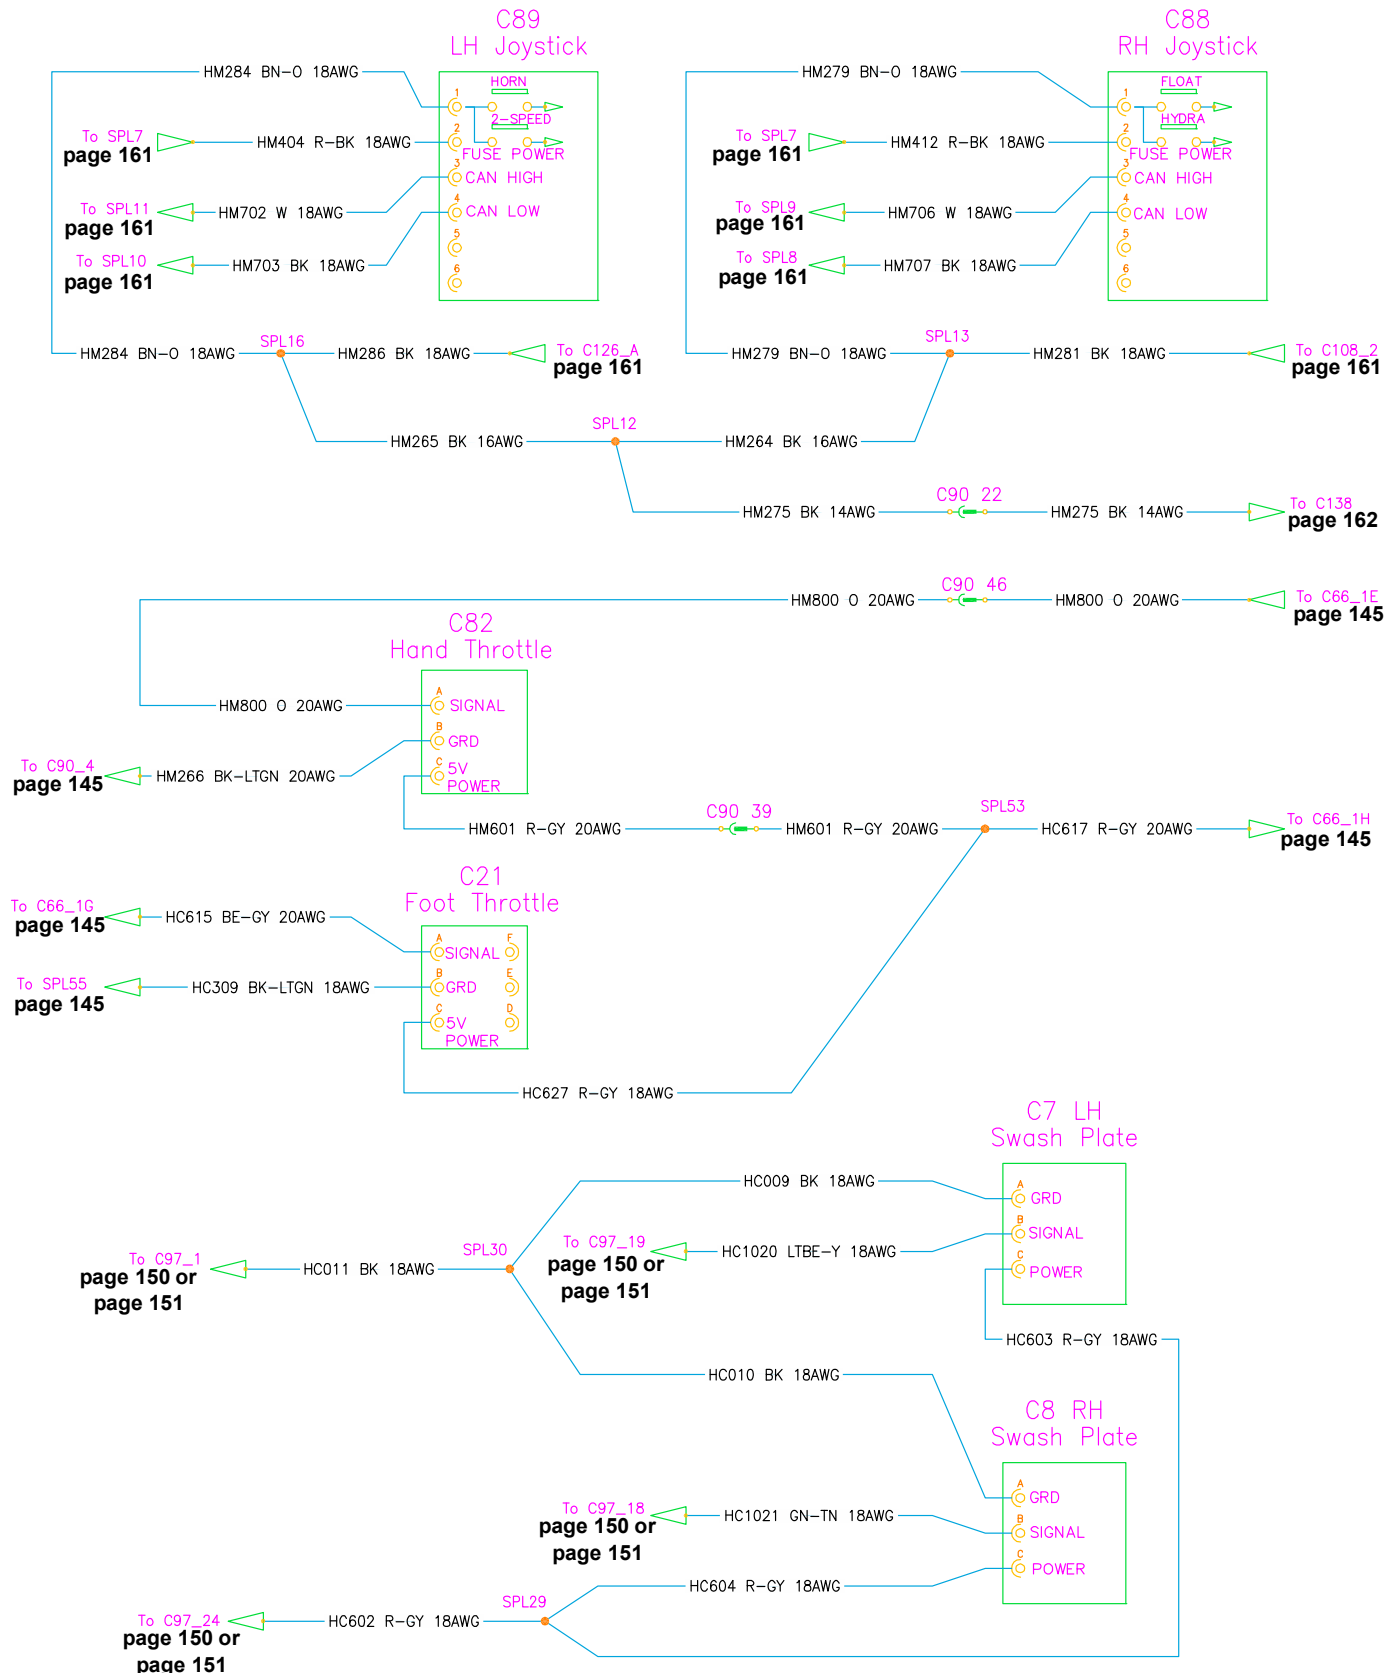 C89
LH Joystick
C88
RH Joystick
HM284 BN-O 18AWG
1
HORN
2-SPEED
To SPL7
page 161
HM404 R-BK 18AWG
2
FUSE POWER
3
CAN HIGH
To SPL11
page 161
HM702 W 18AWG
4
CAN LOW
To SPL10
page 161
HM703 BK 18AWG
5
6
HM279 BN-O 18AWG
1
FLOAT
HYDRA
To SPL7
page 161
HM412 R-BK 18AWG
2
FUSE POWER
3
CAN HIGH
To SPL9
page 161
HM706 W 18AWG
4
CAN LOW
To SPL8
page 161
HM707 BK 18AWG
5
6
HM284 BN-O 18AWG
SPL16
HM286 BK 18AWG
To C126_A
page 161
HM279 BN-O 18AWG
SPL13
HM281 BK 18AWG
To C108_2
page 161
HM265 BK 16AWG
SPL12
HM264 BK 16AWG
HM275 BK 14AWG
C90 22
HM275 BK 14AWG
To C138
page 162
HM800 O 20AWG
C90 46
HM800 O 20AWG
To C66_1E
page 145
C82
Hand Throttle
HM800 O 20AWG
A
SIGNAL
B
GRD
C
5V
POWER
To C90_4
page 145
HM266 BK-LTGN 20AWG
HM601 R-GY 20AWG
C90 39
HM601 R-GY 20AWG
SPL53
HC617 R-GY 20AWG
To C66_1H
page 145
C21
Foot Throttle
To C66_1G
page 145
HC615 BE-GY 20AWG
A
SIGNAL
F
To SPL55
page 145
HC309 BK-LTGN 18AWG
B
GRD
E
C
5V
POWER
D
HC627 R-GY 18AWG
C7 LH
Swash Plate
HC009 BK 18AWG
A
GRD
To C97_19
page 150 or
page 151
HC1020 LTBE-Y 18AWG
B
SIGNAL
C
POWER
To C97_1
page 150 or
page 151
HC011 BK 18AWG
SPL30
HC603 R-GY 18AWG
HC010 BK 18AWG
C8 RH
Swash Plate
A
GRD
To C97_18
page 150 or
page 151
HC1021 GN-TN 18AWG
B
SIGNAL
C
POWER
HC604 R-GY 18AWG
SPL29
To C97_24
page 150 or
page 151
HC602 R-GY 18AWG